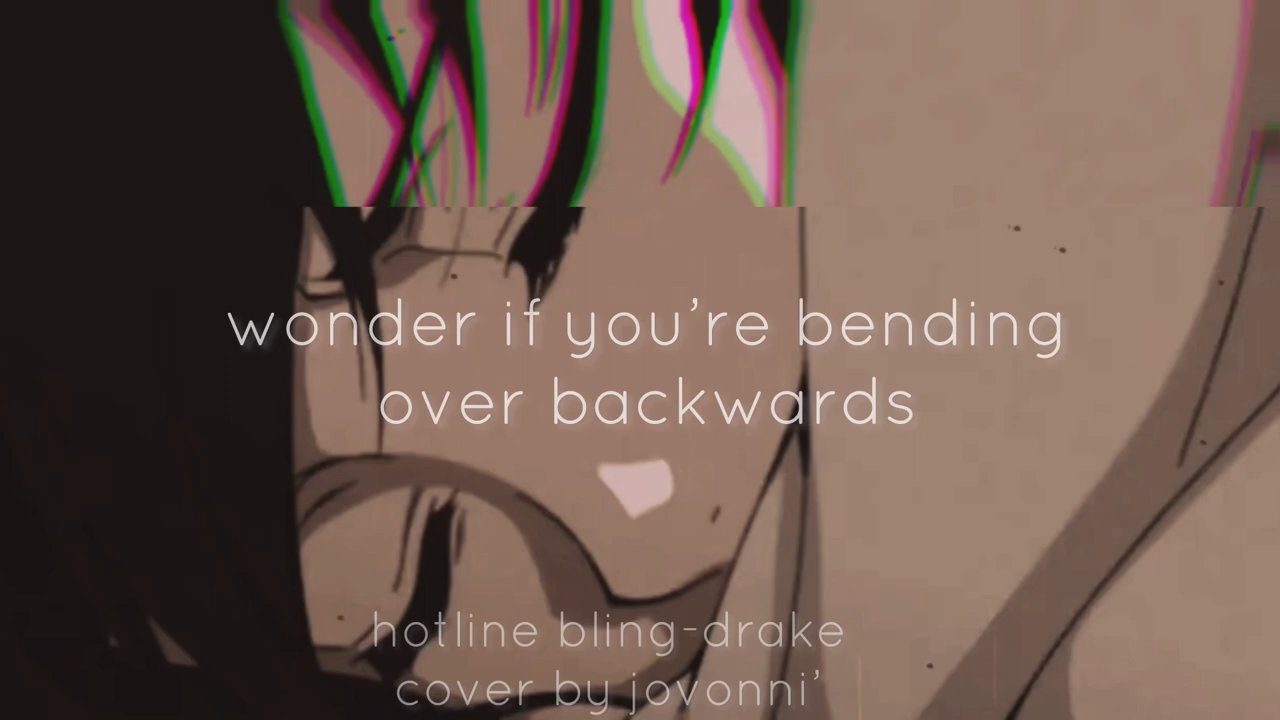 wonder if you’re bending
over backwards
hotline bling-drake
cover by jovonni’